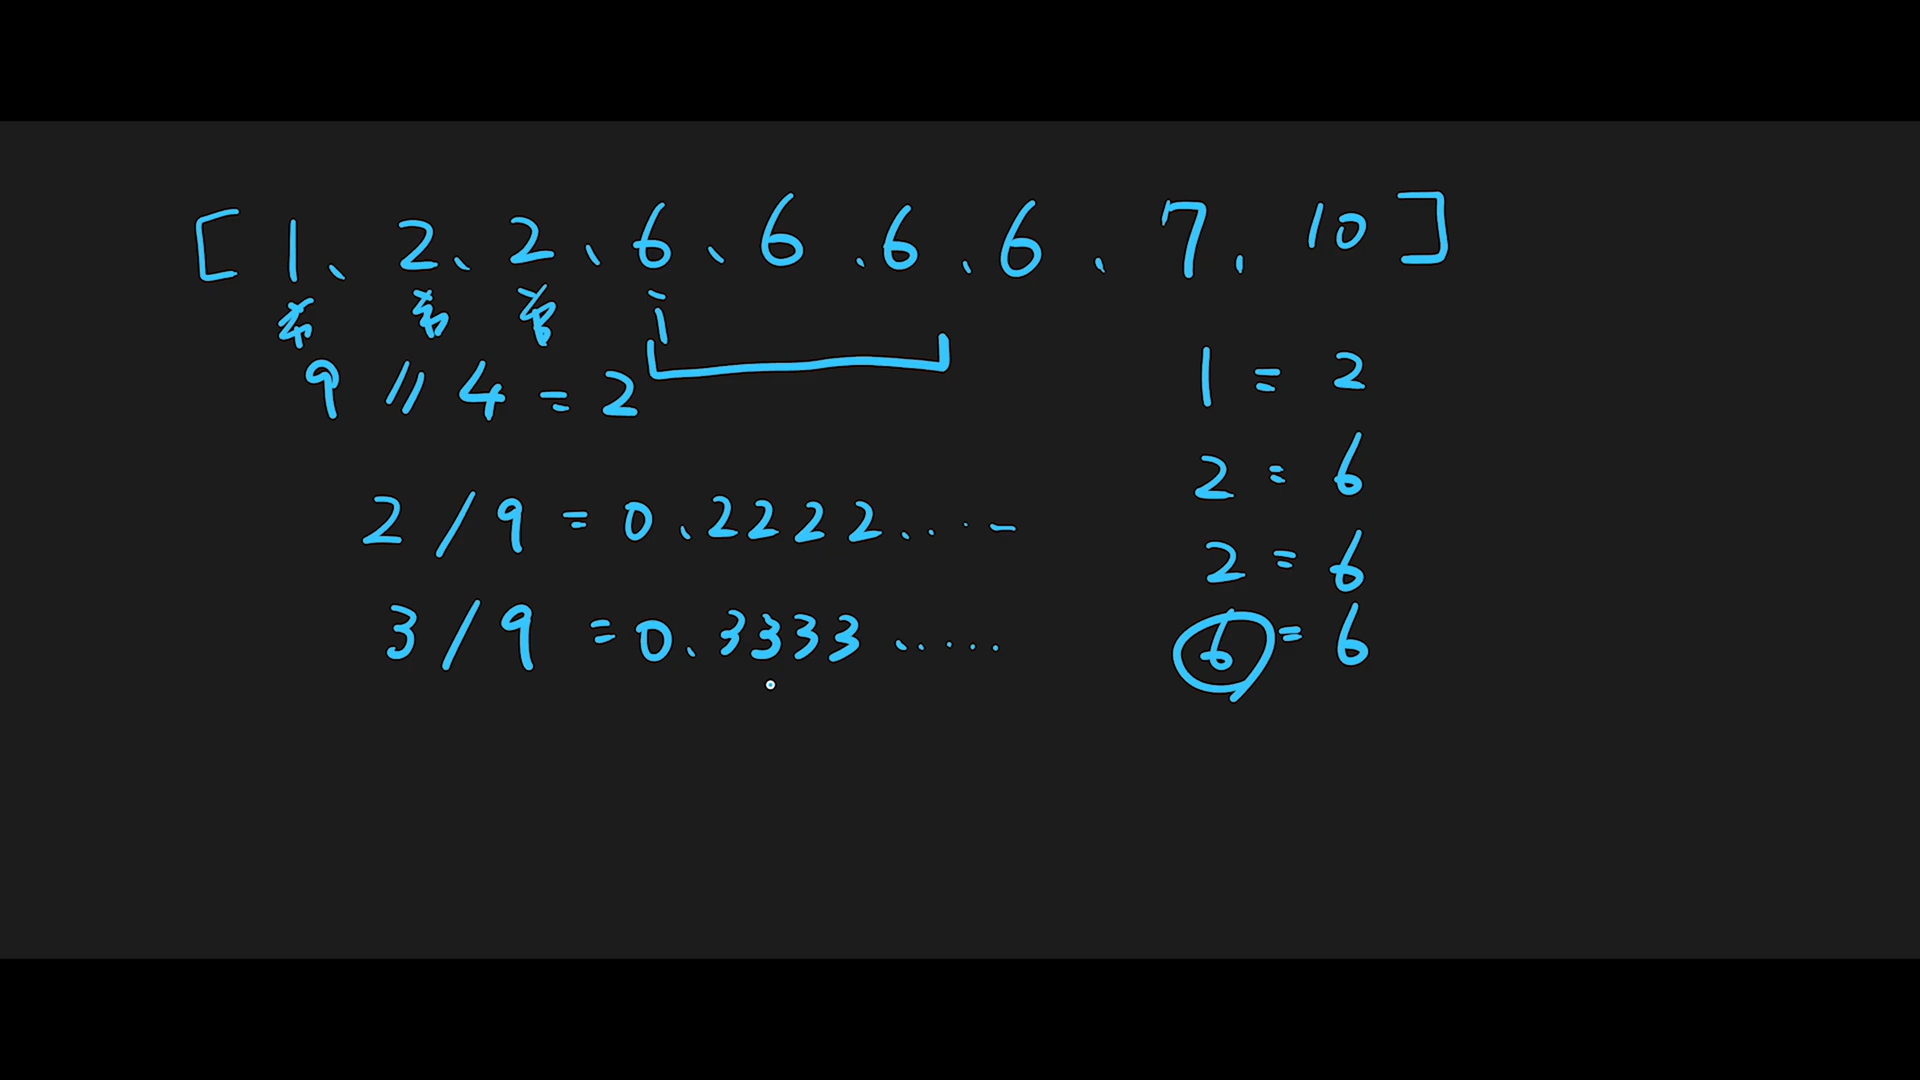 [1、2、2、6、6.6.6.7.10]
i
9 // 4 = 2
1 = 2
2 = 6
2 / 9 = 0.2222.....
2 = 6
3 / 9 = 0.3333.....
6 = 6